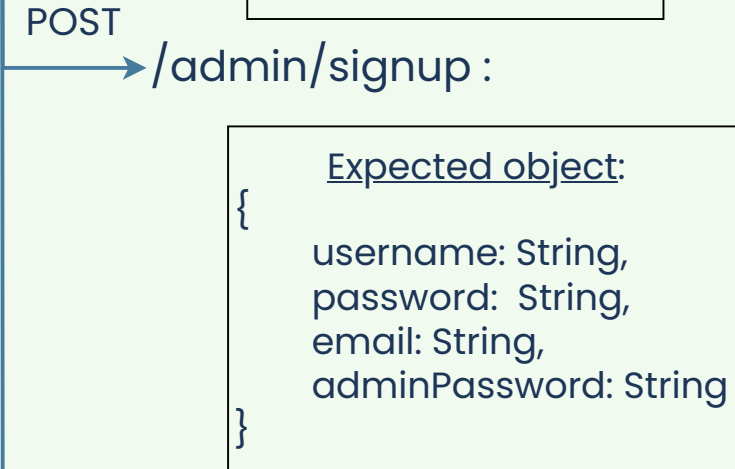 POST
/admin/signup :
Expected object:
{
username: String,
password:  String,
email: String,
adminPassword: String
}